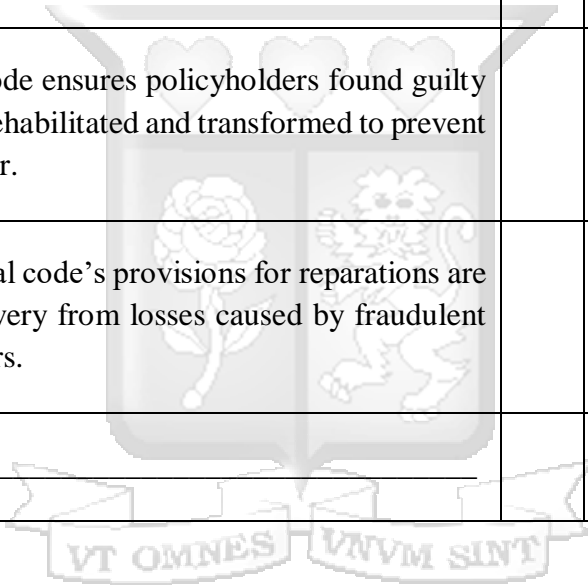 ode ensures policyholders found guilty
ehabilitated and transformed to prevent
r.
al code’s provisions for reparations are
very from losses caused by fraudulent
rs.
VT OMNES VNVM SINT